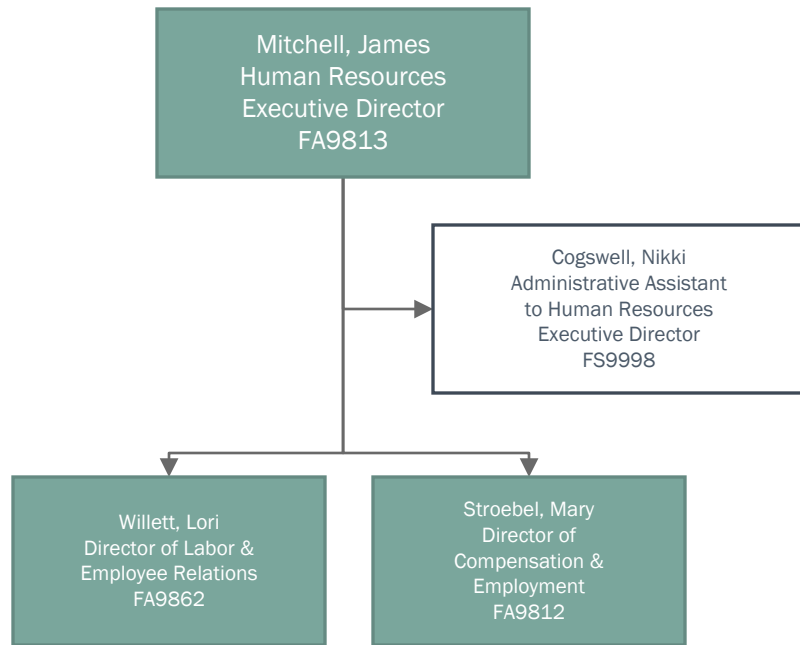 Mitchell, James
Human Resources
Executive Director
FA9813
Cogswell, Nikki
Administrative Assistant
to Human Resources
Executive Director
FS9998
Willett, Lori
Director of Labor &
Employee Relations
FA9862
Stroebel, Mary
Director of
Compensation &
Employment
FA9812